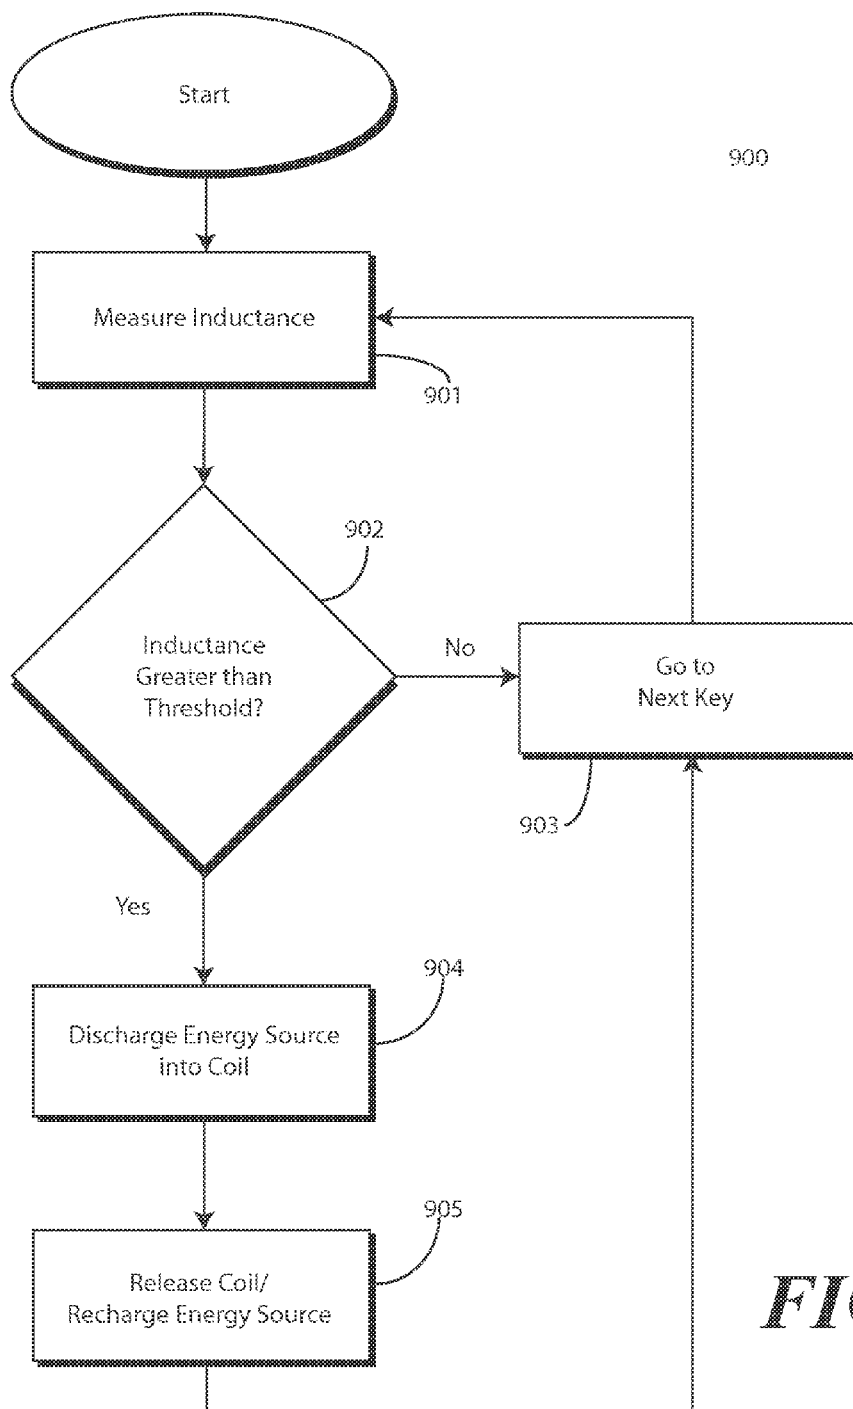 Start
900
Measure Inductance
901
902
Inductance
Greater than
Threshold?
No
Go to
Next Key
903
Yes
904
Discharge Energy Source
into Coil
905
Release Coil/
Recharge Energy Source